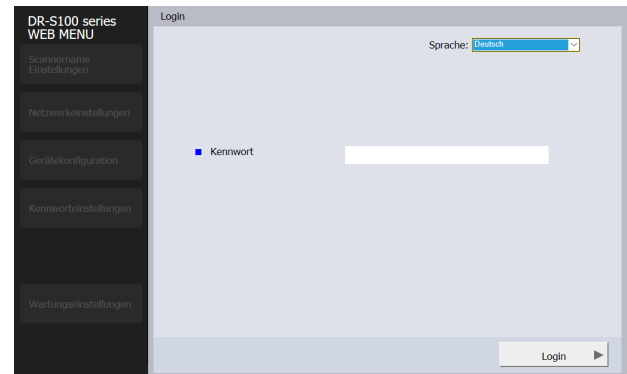 DR-S100 series
WEB MENU
Scannername
Einstellungen
Netzwerkeinstellungen
Gerätekonfiguration
Kennworteinstellungen
Wartungseinstellungen
Login
Sprache: Deutsch
Kennwort
Login